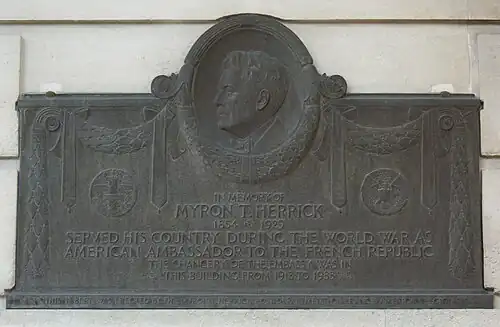 IN MEMORY OF
MYRON T. HERRICK
1854 1929
SERVED HIS COUNTRY DURING THE WORLD WAR AS
AMERICAN AMBASSADOR TO THE FRENCH REPUBLIC
THE CHANCERY OF THE EMBASSY WAS IN
THIS BUILDING FROM 1913 TO 1933